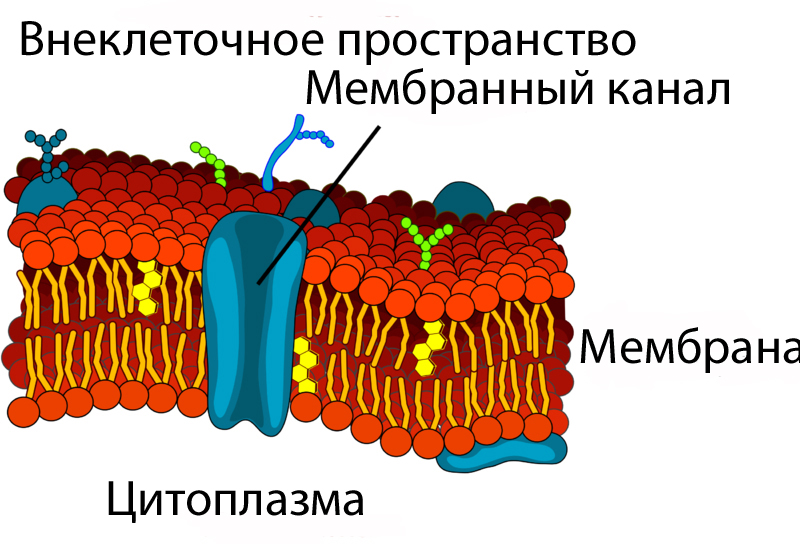 Внеклеточное пространство
Мембранный канал
Мембрана
Цитоплазма